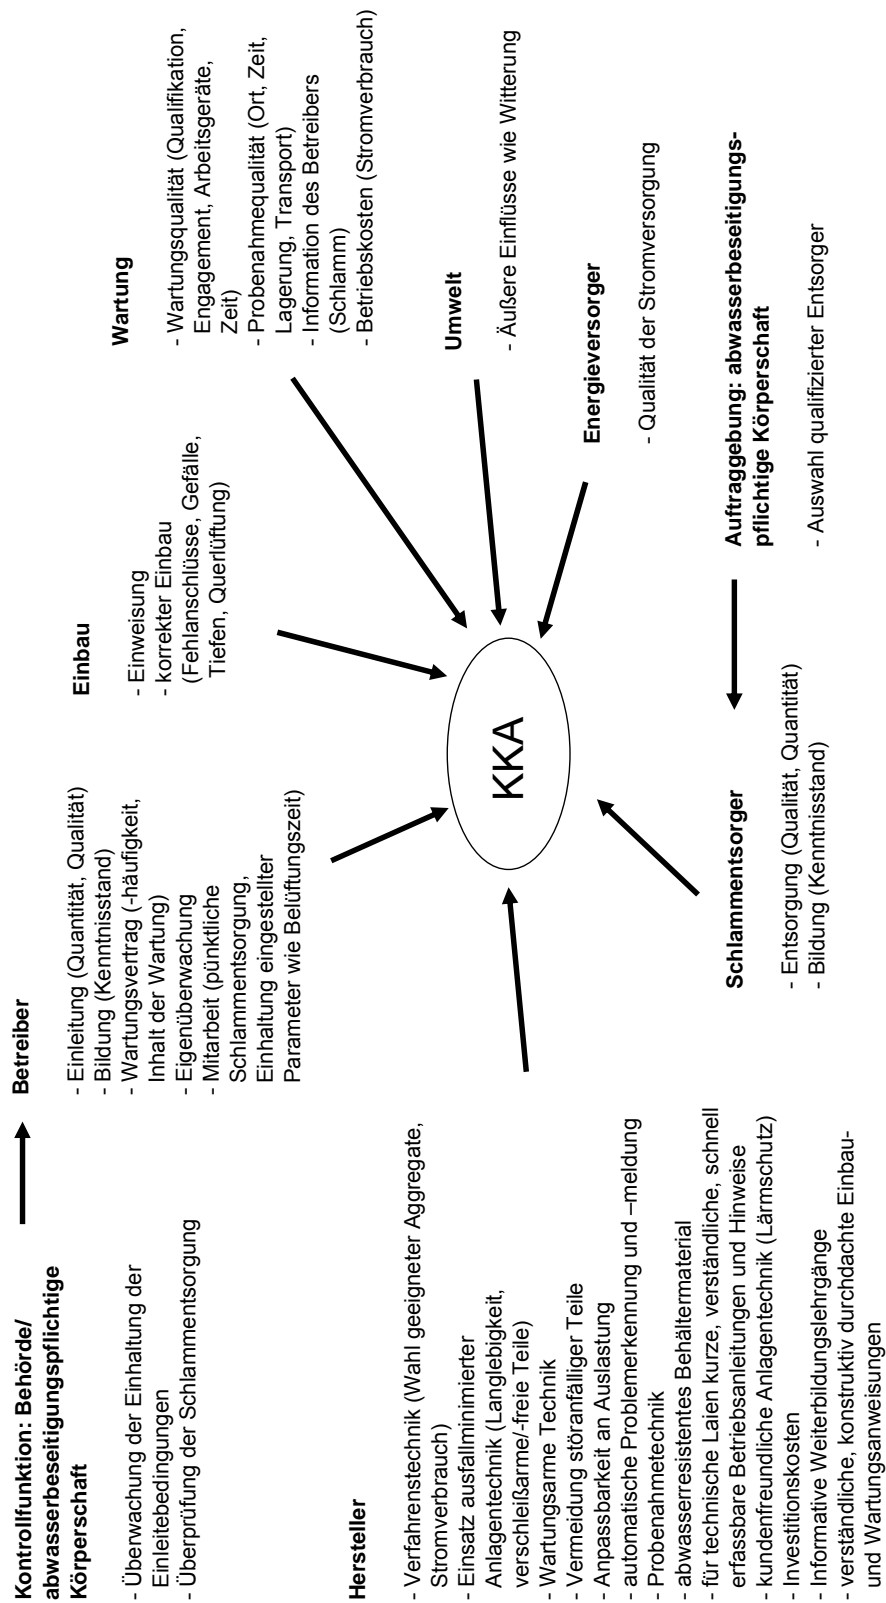 Kontrollfunktion: Behörde/
abwasserbeseitigungspflichtige
Körperschaft
- Überwachung der Einhaltung der
Einleitebedingungen
- Überprüfung der Schlammentsorgung
Betreiber
- Einleitung (Quantität, Qualität)
- Bildung (Kenntnisstand)
- Wartungsvertrag (-häufigkeit,
Inhalt der Wartung)
- Eigenüberwachung
- Mitarbeit (pünktliche
Schlammentsorgung,
Einhaltung eingestellter
Parameter wie Belüftungszeit)
Einbau
- Einweisung
- korrekter Einbau
(Fehlanschlüsse, Gefälle,
Tiefen, Querlüftung)
Wartung
- Wartungsqualität (Qualifikation,
Engagement, Arbeitsgeräte,
Zeit)
- Probenahmequalität (Ort, Zeit,
Lagerung, Transport)
- Information des Betreibers
(Schlamm)
- Betriebskosten (Stromverbrauch)
Hersteller
- Verfahrenstechnik (Wahl geeigneter Aggregate,
Stromverbrauch)
- Einsatz ausfallminimierter
Anlagentechnik (Langlebigkeit,
verschleißarme/-freie Teile)
- Wartungsarme Technik
- Vermeidung störanfälliger Teile
- Anpassbarkeit an Auslastung
- automatische Problemerkennung und –meldung
- Probenahmetechnik
- abwasserresistentes Behältermaterial
- für technische Laien kurze, verständliche, schnell
erfassbare Betriebsanleitungen und Hinweise
- kundenfreundliche Anlagentechnik (Lärmschutz)
- Investitionskosten
- Informative Weiterbildungslehrgänge
- verständliche, konstruktiv durchdachte Einbau-
und Wartungsanweisungen
KKA
Umwelt
- Äußere Einflüsse wie Witterung
Energieversorger
- Qualität der Stromversorgung
Schlammentsorger
- Entsorgung (Qualität, Quantität)
- Bildung (Kenntnisstand)
Auftraggebung: abwasserbeseitigungs-
pflichtige Körperschaft
- Auswahl qualifizierter Entsorger